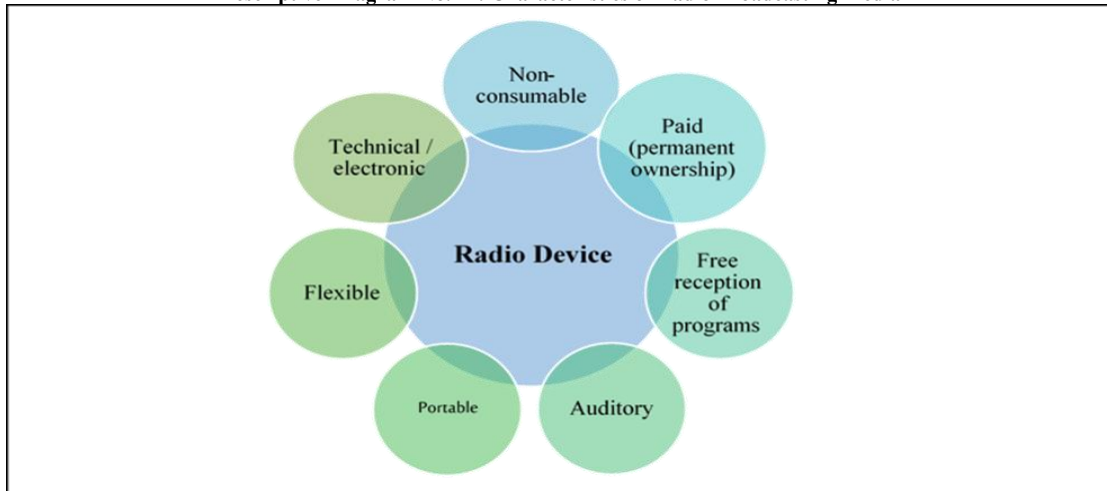 Non-
consumable
Paid
(permanent
ownership)
Technical /
electronic
Radio Device
Free
reception
of
programs
Flexible
Portable
Auditory